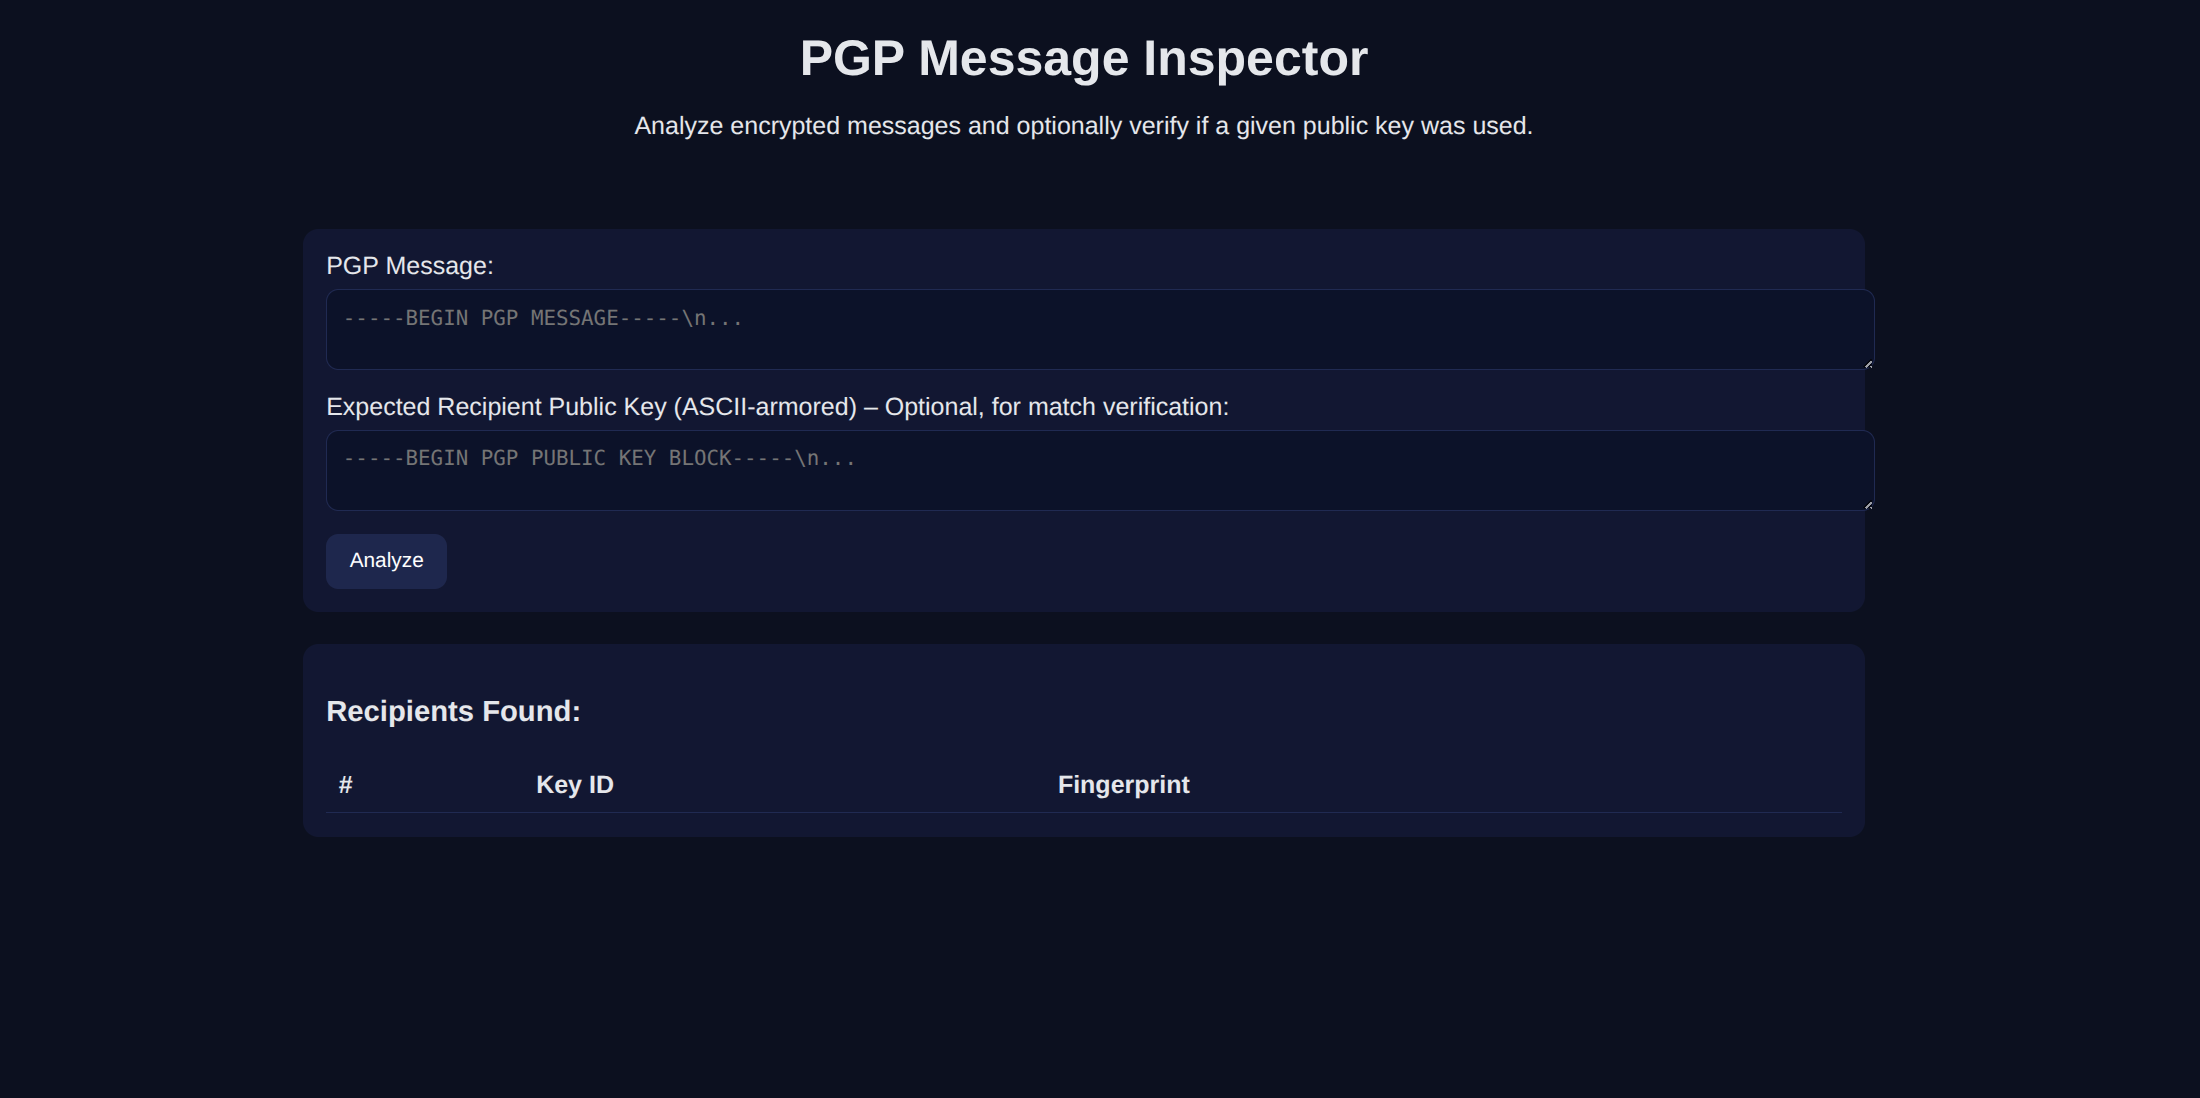 PGP Message Inspector
Analyze encrypted messages and optionally verify if a given public key was used.
PGP Message:
-----BEGIN PGP MESSAGE-----\n...
Expected Recipient Public Key (ASCII-armored) – Optional, for match verification:
-----BEGIN PGP PUBLIC KEY BLOCK-----\n...
Analyze
Recipients Found:
# Key ID Fingerprint